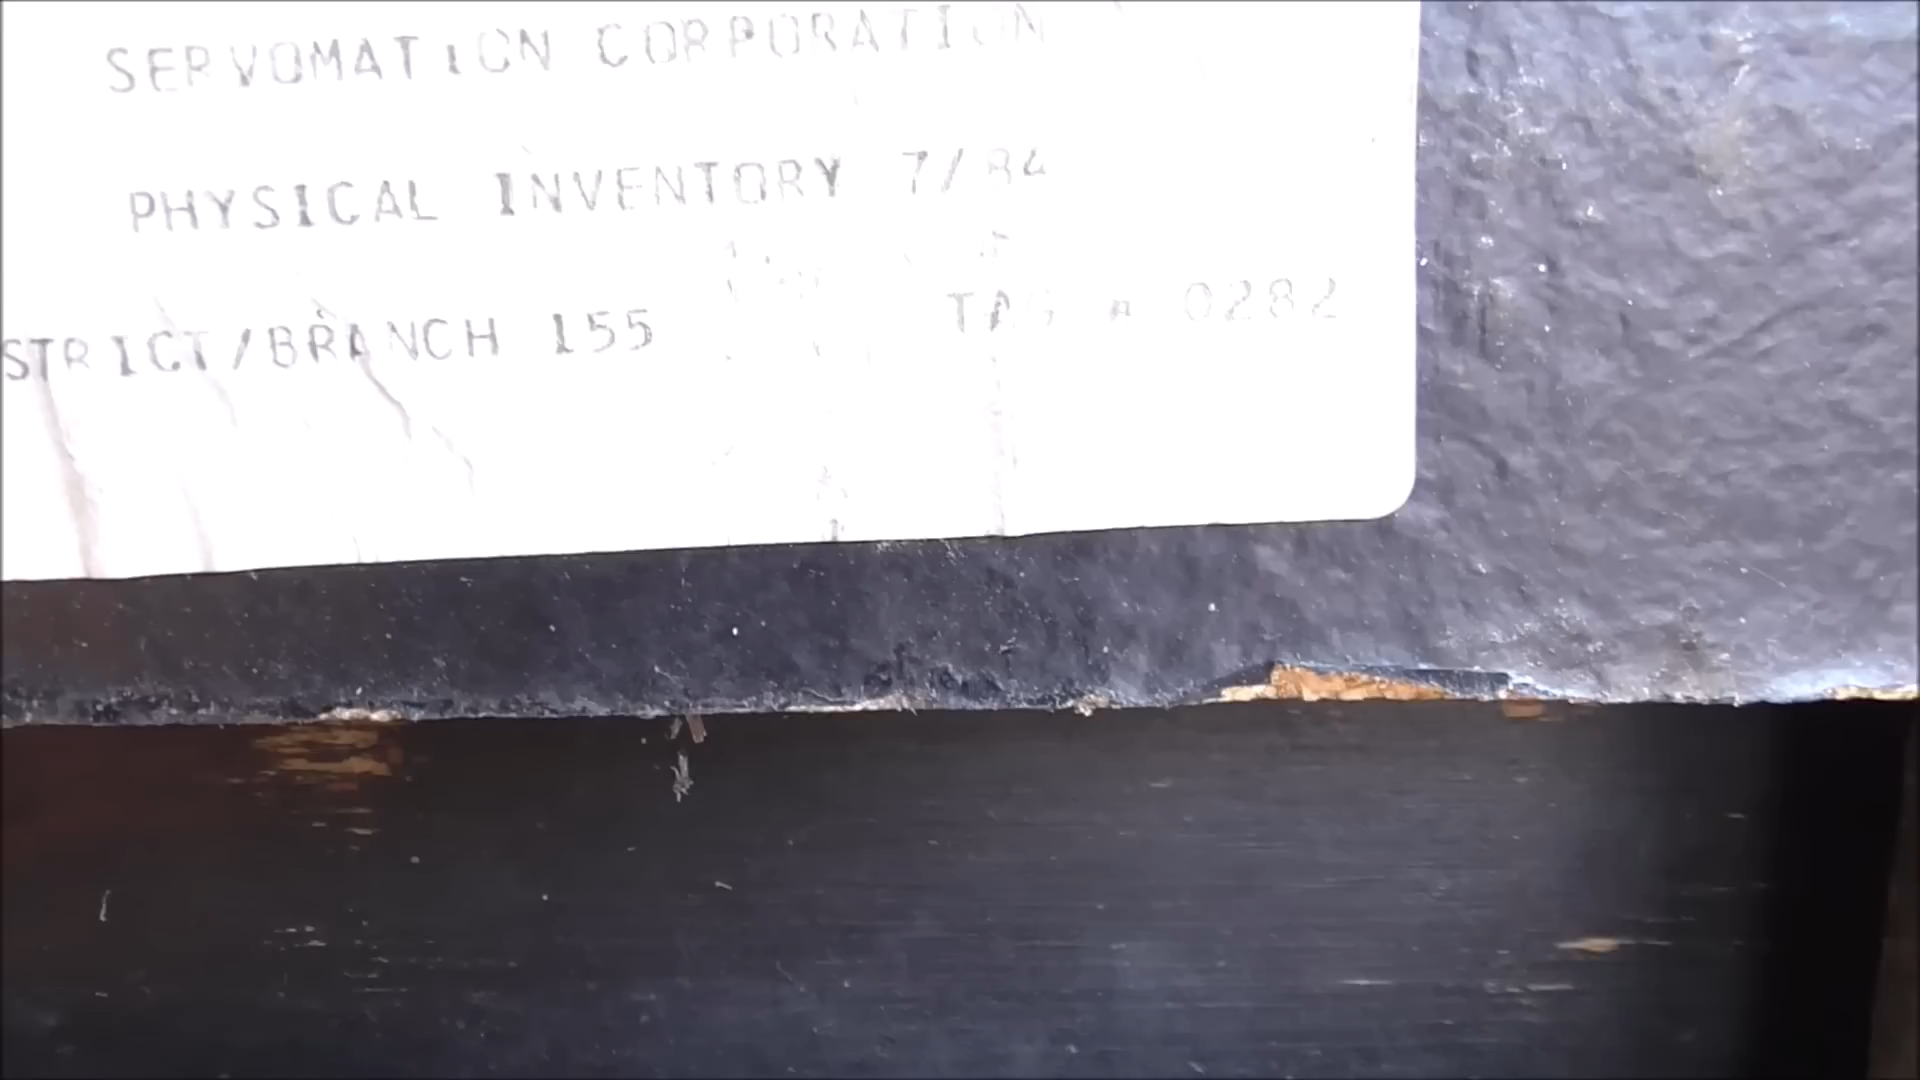 SERVOMATION CORPORATION
PHYSICAL INVENTORY 7/84
STRICT/BRANCH 155 TAG # 0282